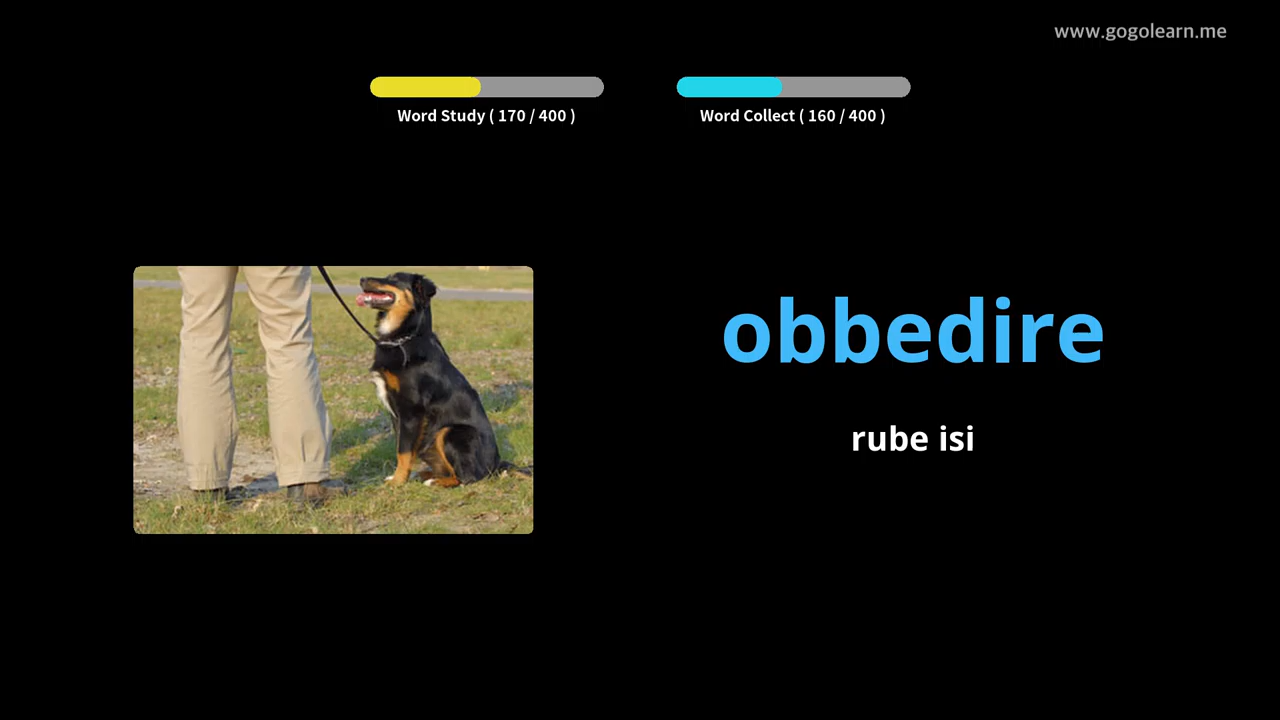 www.gogolearn.me
Word Study ( 170 / 400 )
Word Collect ( 160 / 400 )
obbedire
rube isi